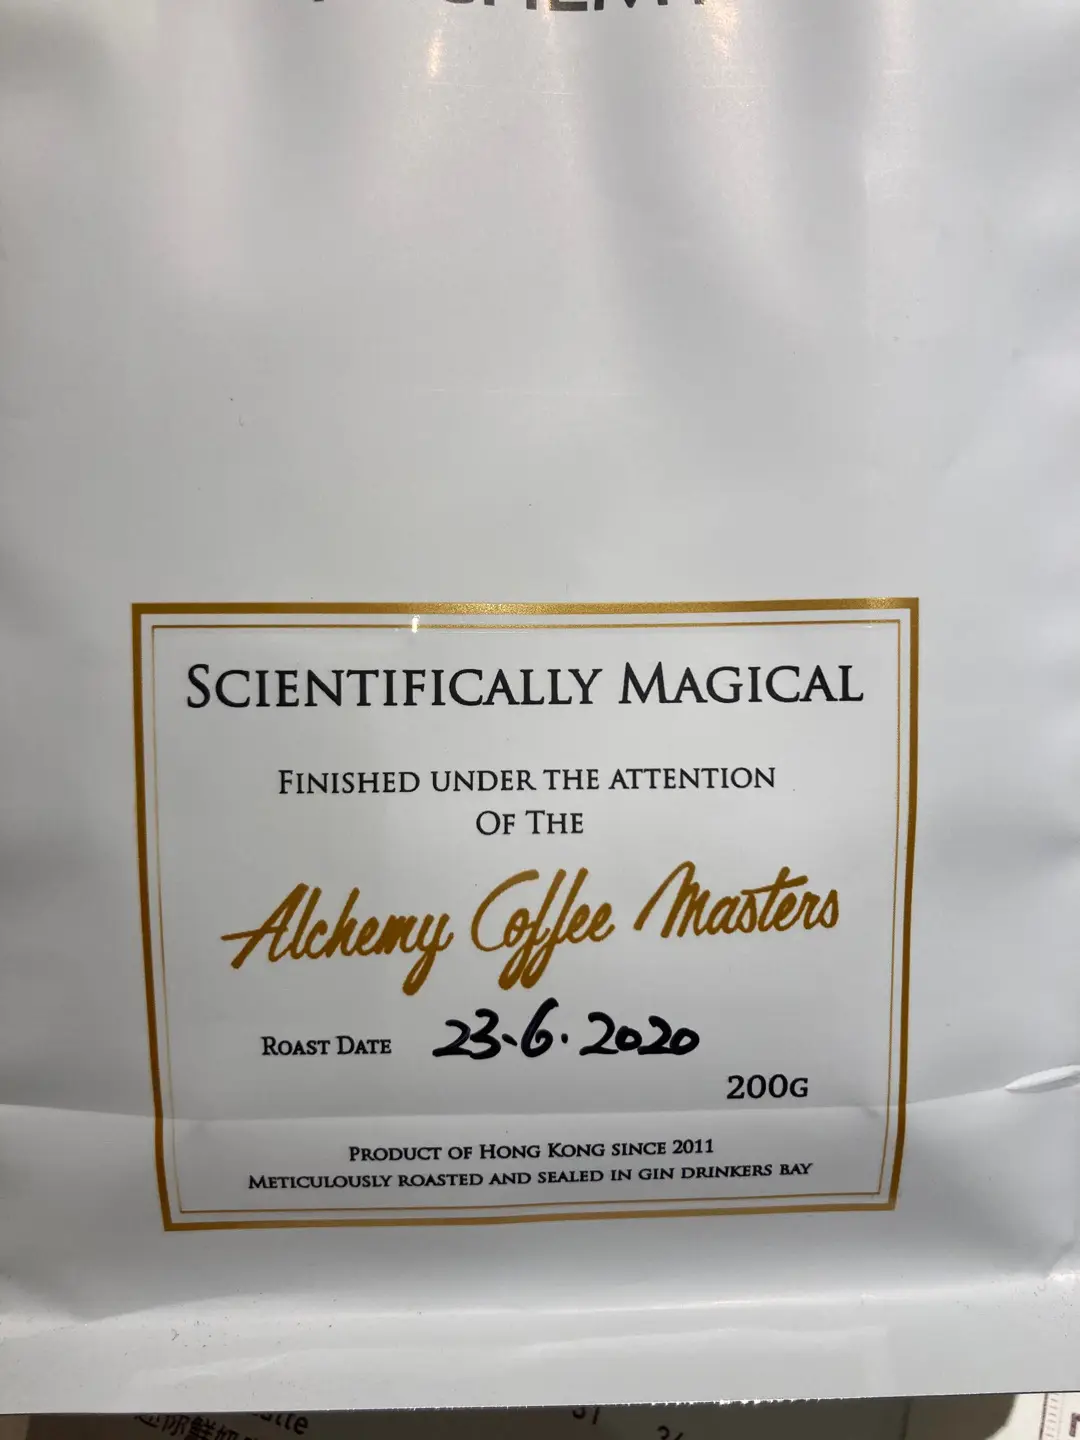 SCIENTIFICALLY MAGICAL
FINISHED UNDER THE ATTENTION
OF THE
Alchemy Coffee Masters
ROAST DATE 23.6.2020
200G
PRODUCT OF HONG KONG SINCE 2011
METICULOUSLY ROASTED AND SEALED IN GIN DRINKERS BAY